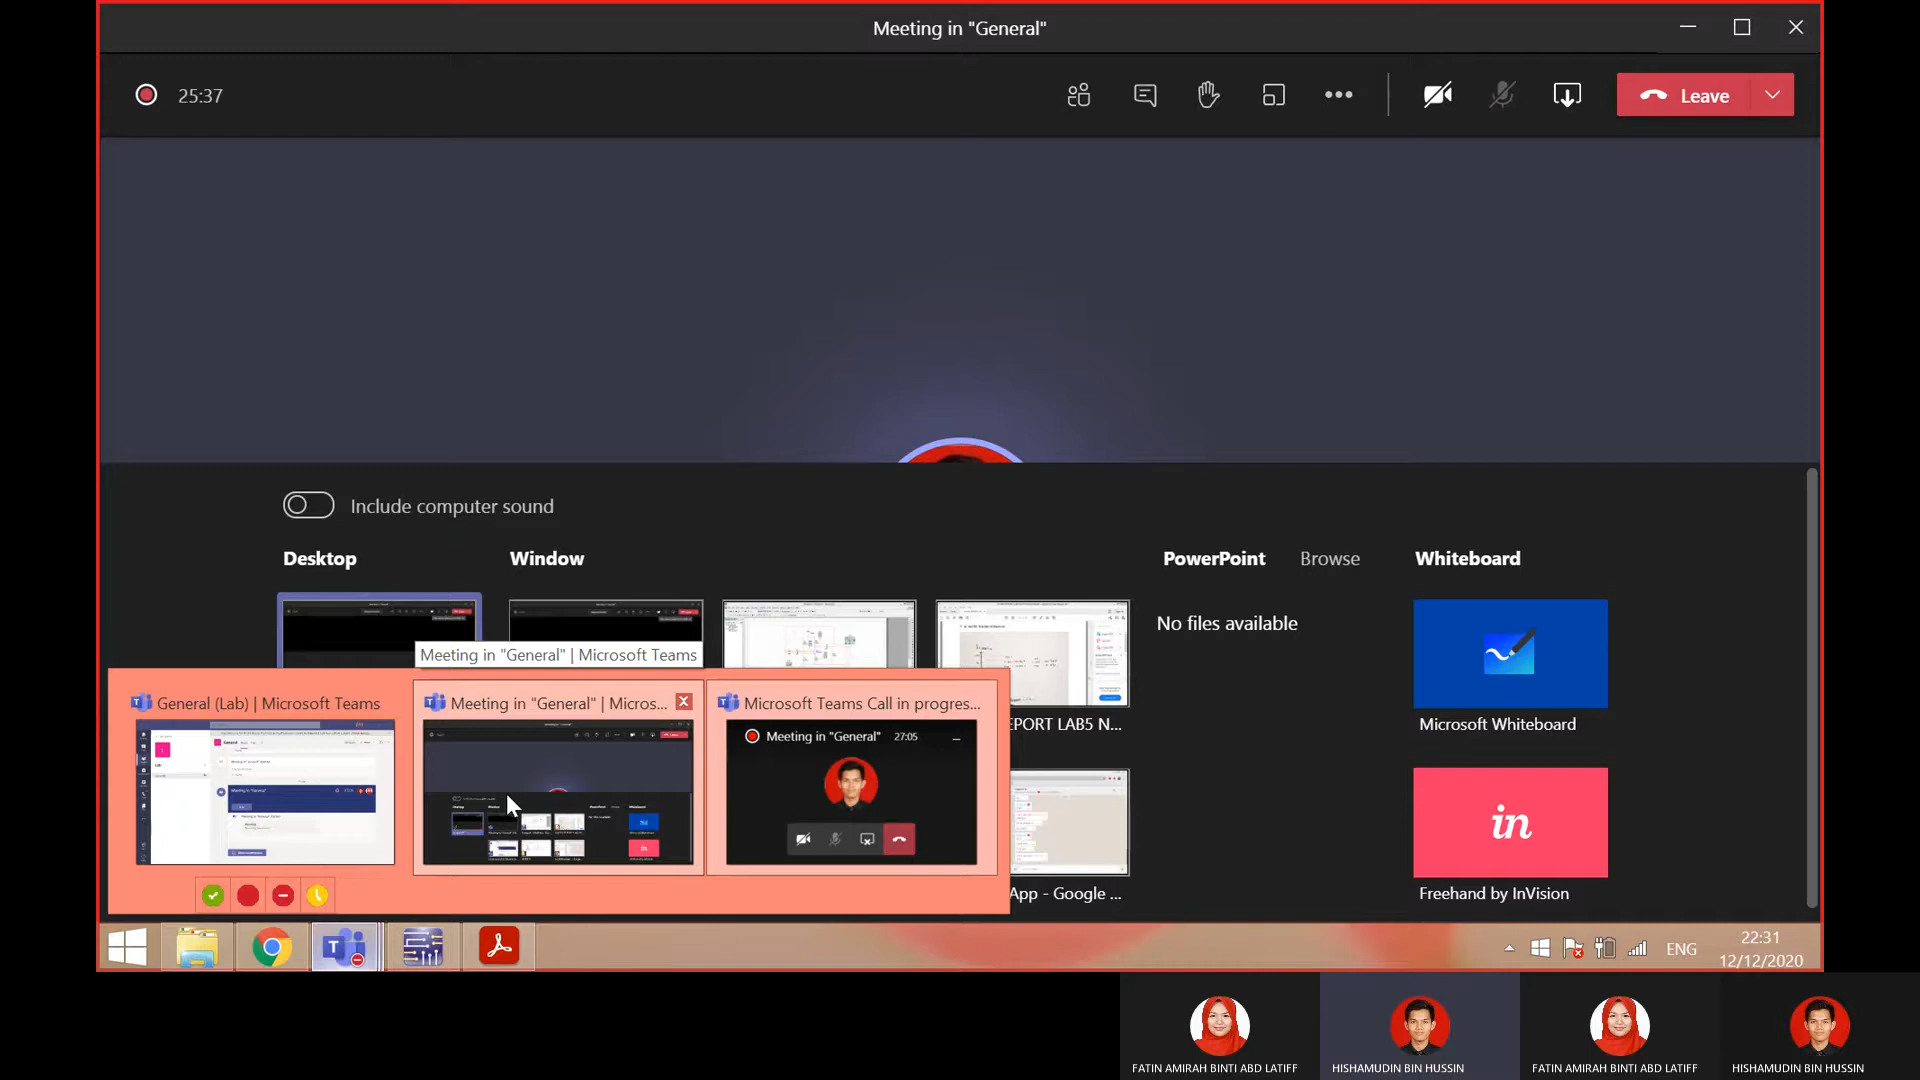 Meeting in "General"
25:37
Leave
Include computer sound
Desktop
Window
PowerPoint
Browse
Whiteboard
No files available
Meeting in "General" | Microsoft Teams
General (Lab) | Microsoft Teams
Meeting in "General" | Micros...
Microsoft Teams Call in progres...
EPORT LAB5 N...
Microsoft Whiteboard
Meeting in "General"
27:05
in
App - Google ...
Freehand by InVision
ENG
22:31
12/12/2020
FATIN AMIRAH BINTI ABD LATIFF
HISHAMUDIN BIN HUSSIN
FATIN AMIRAH BINTI ABD LATIFF
HISHAMUDIN BIN HUSSIN